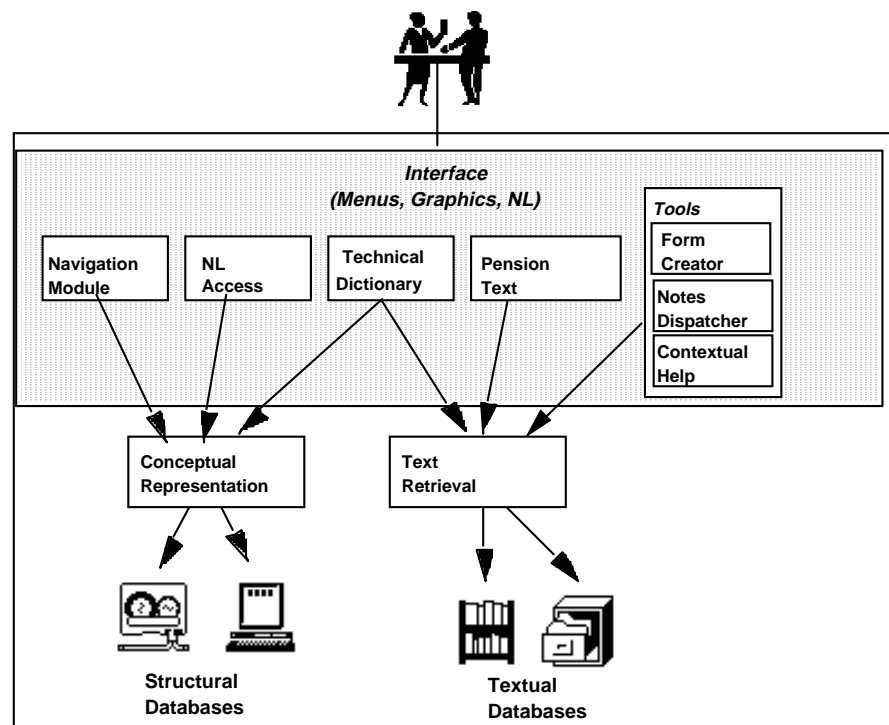 Interface
(Menus, Graphics, NL)
Tools
Navigation
Module
NL
Access
Technical
Dictionary
Pension
Text
Form
Creator
Notes
Dispatcher
Contextual
Help
Conceptual
Representation
Text
Retrieval
Structural
Databases
Textual
Databases